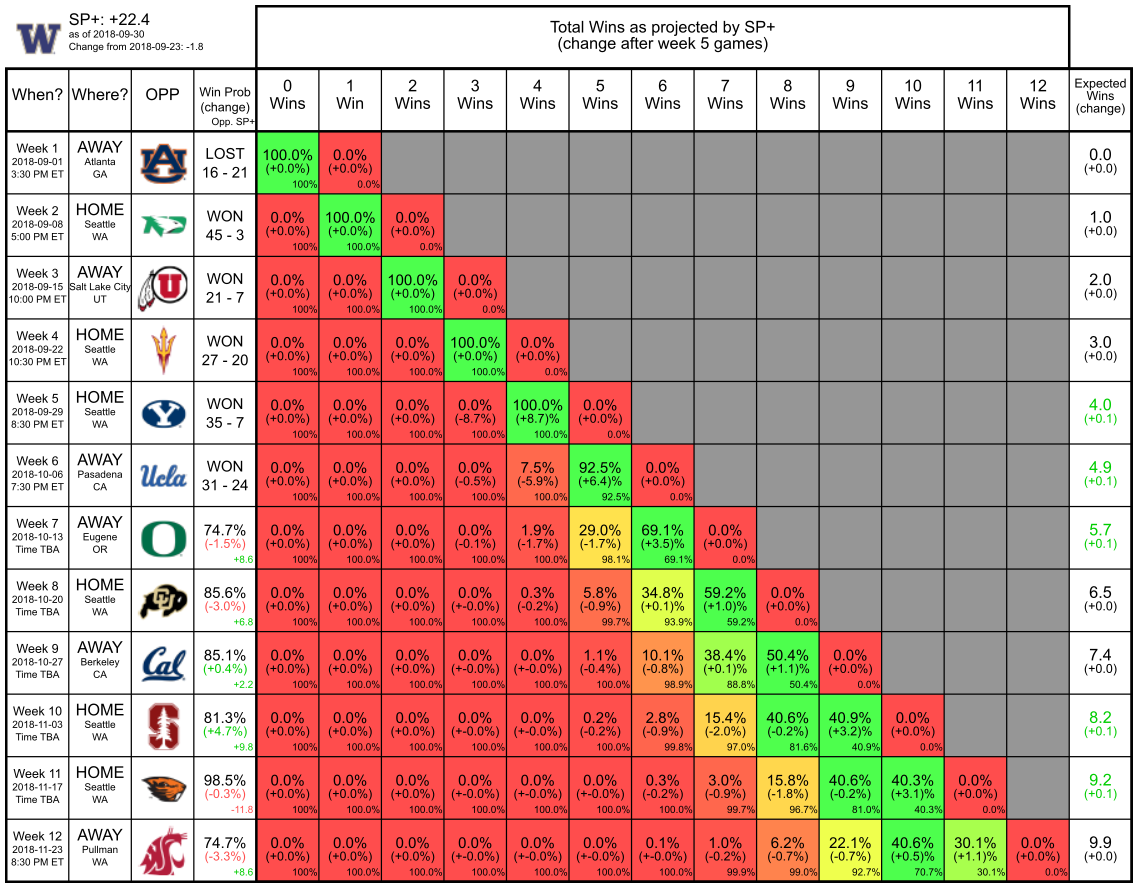 W
SP+: +22.4
as of 2018-09-30
Change from 2018-09-23: -1.8
Total Wins as projected by SP+
(change after week 5 games)
When? Where? OPP Win Prob (change) Opp. SP+ 0 Wins 1 Win 2 Wins 3 Wins 4 Wins 5 Wins 6 Wins 7 Wins 8 Wins 9 Wins 10 Wins 11 Wins 12 Wins Expected Wins (change)
Week 1 AWAY LOST 100.0% 0.0% 0.0
2018-09-01 Atlanta 16 - 21 (+0.0%) (+0.0%) (+0.0)
3:30 PM ET GA 100% 0.0%
Week 2 HOME WON 0.0% 100.0% 0.0% 1.0
2018-09-08 Seattle 45 - 3 (+0.0%) (+0.0%) (+0.0%) (+0.0)
5:00 PM ET WA 100% 100.0% 0.0%
Week 3 AWAY U WON 0.0% 0.0% 100.0% 0.0% 2.0
2018-09-15 Salt Lake City 21 - 7 (+0.0%) (+0.0%) (+0.0%) (+0.0%) (+0.0)
10:00 PM ET UT 100% 100.0% 100.0% 0.0%
Week 4 HOME WON 0.0% 0.0% 0.0% 100.0% 0.0% 3.0
2018-09-22 Seattle 27 - 20 (+0.0%) (+0.0%) (+0.0%) (+0.0%) (+0.0%) (+0.0)
10:30 PM ET WA 100% 100.0% 100.0% 100.0% 0.0%
Week 5 HOME Y WON 0.0% 0.0% 0.0% 0.0% 100.0% 0.0% 4.0
2018-09-29 Seattle 35 - 7 (+0.0%) (+0.0%) (+0.0%) (-8.7%) (+8.7)% (+0.0%) (+0.1)
8:30 PM ET WA 100% 100.0% 100.0% 100.0% 100.0% 0.0%
Week 6 AWAY Ucla WON 0.0% 0.0% 0.0% 0.0% 7.5% 92.5% 0.0% 4.9
2018-10-06 Pasadena 31 - 24 (+0.0%) (+0.0%) (+0.0%) (-0.5%) (-5.9%) (+6.4)% (+0.0%) (+0.1)
7:30 PM ET CA 100% 100.0% 100.0% 100.0% 100.0% 92.5% 0.0%
Week 7 AWAY O 74.7% 0.0% 0.0% 0.0% 0.0% 1.9% 29.0% 69.1% 0.0% 5.7
2018-10-13 Eugene (-1.5%) (+0.0%) (+0.0%) (+0.0%) (-0.1%) (-1.7%) (-1.7%) (+3.5)% (+0.0%) (+0.1)
Time TBA OR +8.6 100% 100.0% 100.0% 100.0% 100.0% 98.1% 69.1% 0.0%
Week 8 HOME CU 85.6% 0.0% 0.0% 0.0% 0.0% 0.3% 5.8% 34.8% 59.2% 0.0% 6.5
2018-10-20 Seattle (-3.0%) (+0.0%) (+0.0%) (+0.0%) (+-0.0%) (-0.2%) (-0.9%) (+0.1)% (+1.0)% (+0.0%) (+0.0)
Time TBA WA +6.8 100% 100.0% 100.0% 100.0% 100.0% 99.7% 93.9% 59.2% 0.0%
Week 9 AWAY Cal 85.1% 0.0% 0.0% 0.0% 0.0% 0.0% 1.1% 10.1% 38.4% 50.4% 0.0% 7.4
2018-10-27 Berkeley (+0.4%) (+0.0%) (+0.0%) (+0.0%) (+-0.0%) (+-0.0%) (-0.4%) (-0.8%) (+0.1)% (+1.1)% (+0.0%) (+0.0)
Time TBA CA +2.2 100% 100.0% 100.0% 100.0% 100.0% 100.0% 98.9% 88.8% 50.4% 0.0%
Week 10 HOME S 81.3% 0.0% 0.0% 0.0% 0.0% 0.0% 0.2% 2.8% 15.4% 40.6% 40.9% 0.0% 8.2
2018-11-03 Seattle (+4.7%) (+0.0%) (+0.0%) (+0.0%) (+-0.0%) (+-0.0%) (-0.2%) (-0.9%) (-2.0%) (-0.2%) (+3.2)% (+0.0%) (+0.1)
Time TBA WA +9.8 100% 100.0% 100.0% 100.0% 100.0% 100.0% 99.8% 97.0% 81.6% 40.9% 0.0%
Week 11 HOME 98.5% 0.0% 0.0% 0.0% 0.0% 0.0% 0.0% 0.3% 3.0% 15.8% 40.6% 40.3% 0.0% 9.2
2018-11-17 Seattle (-0.3%) (+0.0%) (+0.0%) (+0.0%) (+-0.0%) (+-0.0%) (+-0.0%) (-0.2%) (-0.9%) (-1.8%) (-0.2%) (+3.1)% (+0.0%) (+0.1)
Time TBA WA -11.8 100% 100.0% 100.0% 100.0% 100.0% 100.0% 100.0% 99.7% 96.7% 81.0% 40.3% 0.0%
Week 12 AWAY 74.7% 0.0% 0.0% 0.0% 0.0% 0.0% 0.0% 0.1% 1.0% 6.2% 22.1% 40.6% 30.1% 0.0% 9.9
2018-11-23 Pullman (-3.3%) (+0.0%) (+0.0%) (+0.0%) (+0.0%) (+-0.0%) (+-0.0%) (+-0.0%) (-0.2%) (-0.7%) (-0.7%) (+0.5)% (+1.1)% (+0.0%) (+0.0)
8:30 PM ET WA +8.6 100% 100.0% 100.0% 100.0% 100.0% 100.0% 100.0% 99.9% 99.0% 92.7% 70.7% 30.1% 0.0%